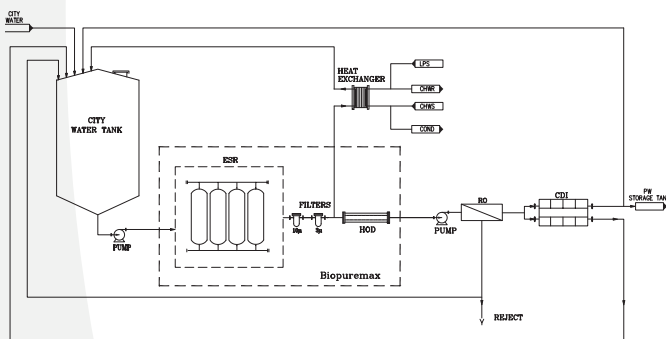 CITY
WATER
LPS
HEAT
EXCHANGER
CHWR
CHWS
COND
CITY
WATER TANK
ESR
FILTERS
10µ
3µ
HOD
PUMP
Biopuremax
PUMP
RO
CDI
PW
STORAGE TAN
REJECT